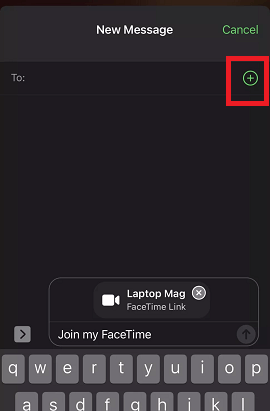 New Message Cancel
To:
Laptop Mag
FaceTime Link
Join my FaceTime
q w e r t y u i o p
a s d f g h j k l